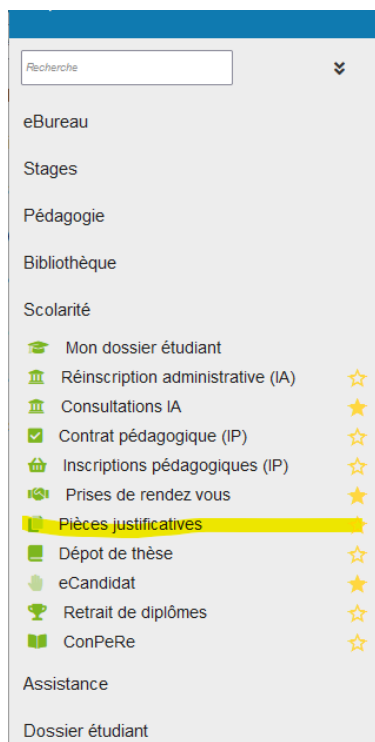 Recherche
eBureau
Stages
Pédagogie
Bibliothèque
Scolarité
Mon dossier étudiant
Réinscription administrative (IA)
Consultations IA
Contrat pédagogique (IP)
Inscriptions pédagogiques (IP)
Prises de rendez vous
Pièces justificatives
Dépot de thèse
eCandidat
Retrait de diplômes
ConPeRe
Assistance
Dossier étudiant